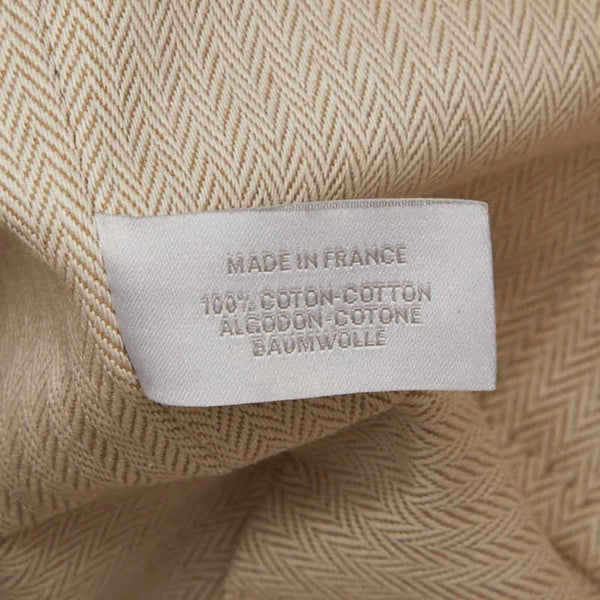 MADE IN FRANCE
100% COTON-COTTON
ALGODON-COTONE
BAUMWOLLE